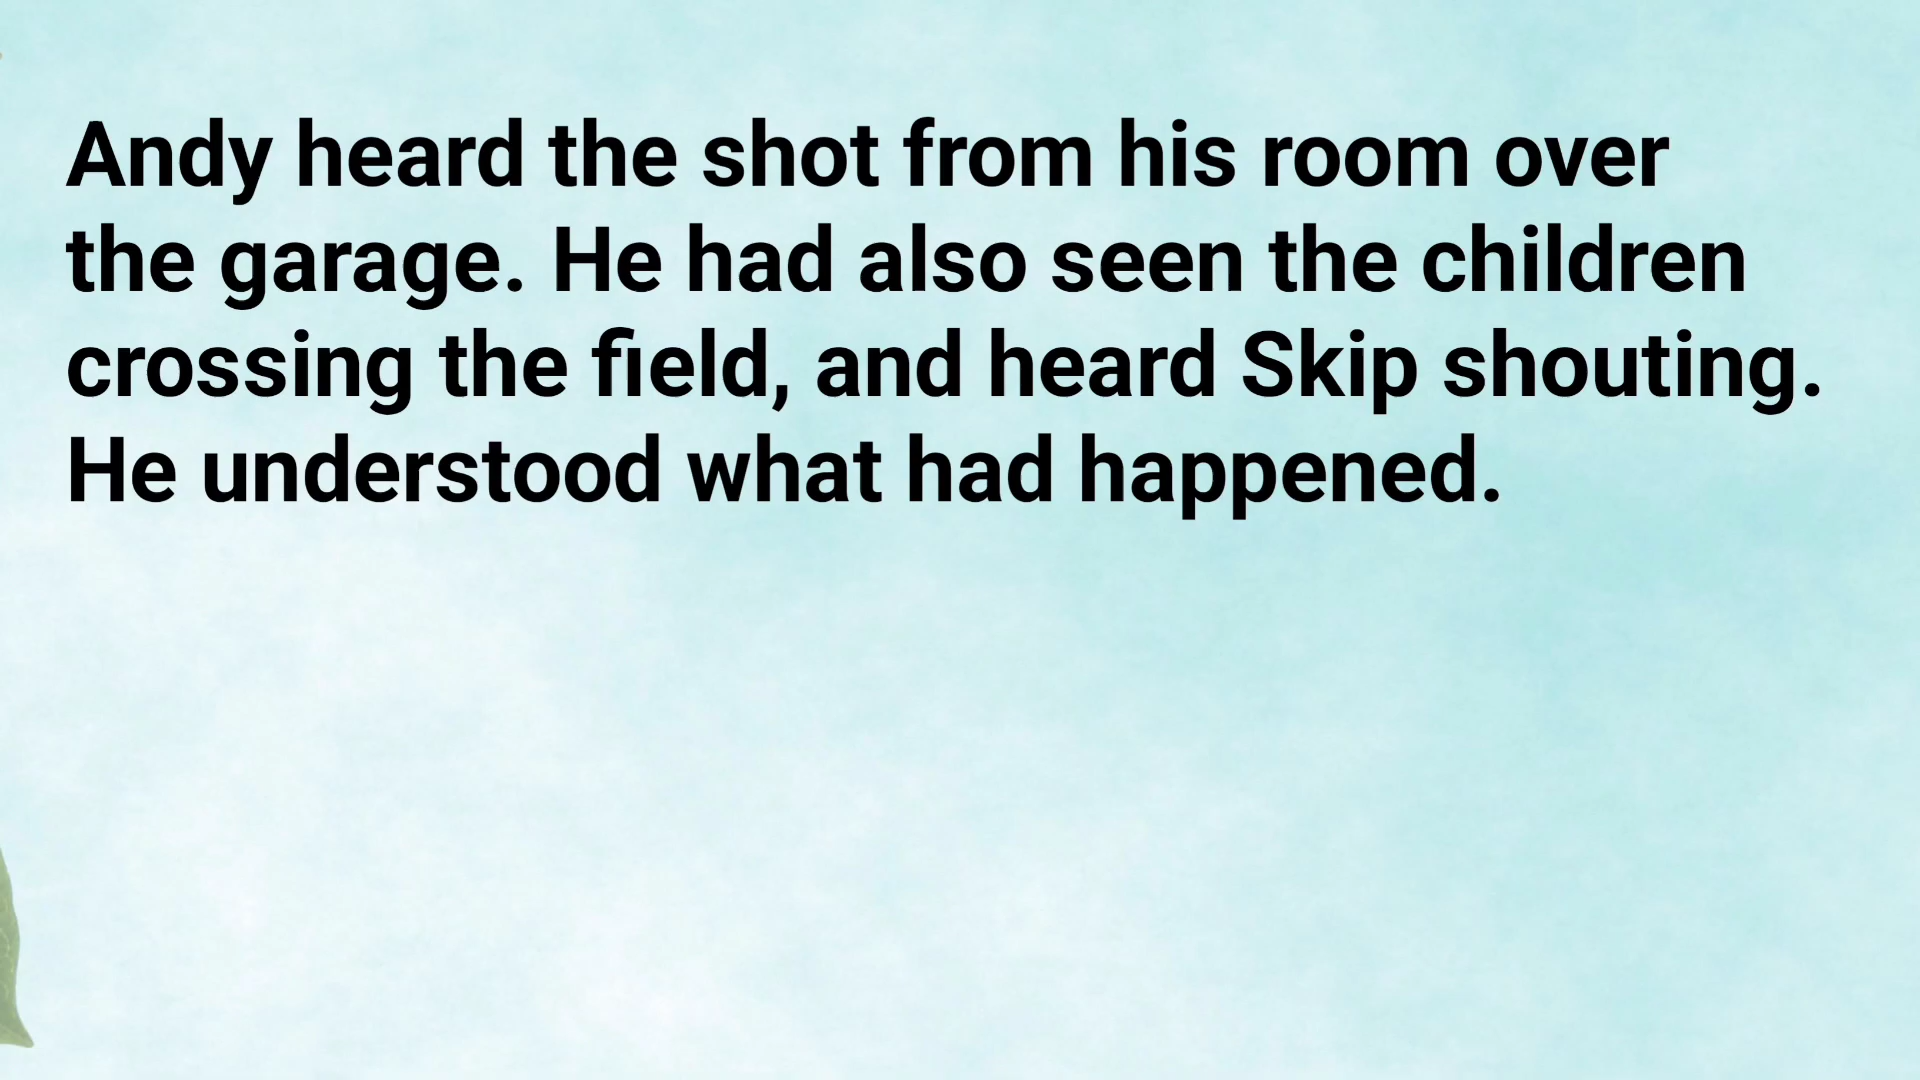 Andy heard the shot from his room over
the garage. He had also seen the children
crossing the field, and heard Skip shouting.
He understood what had happened.